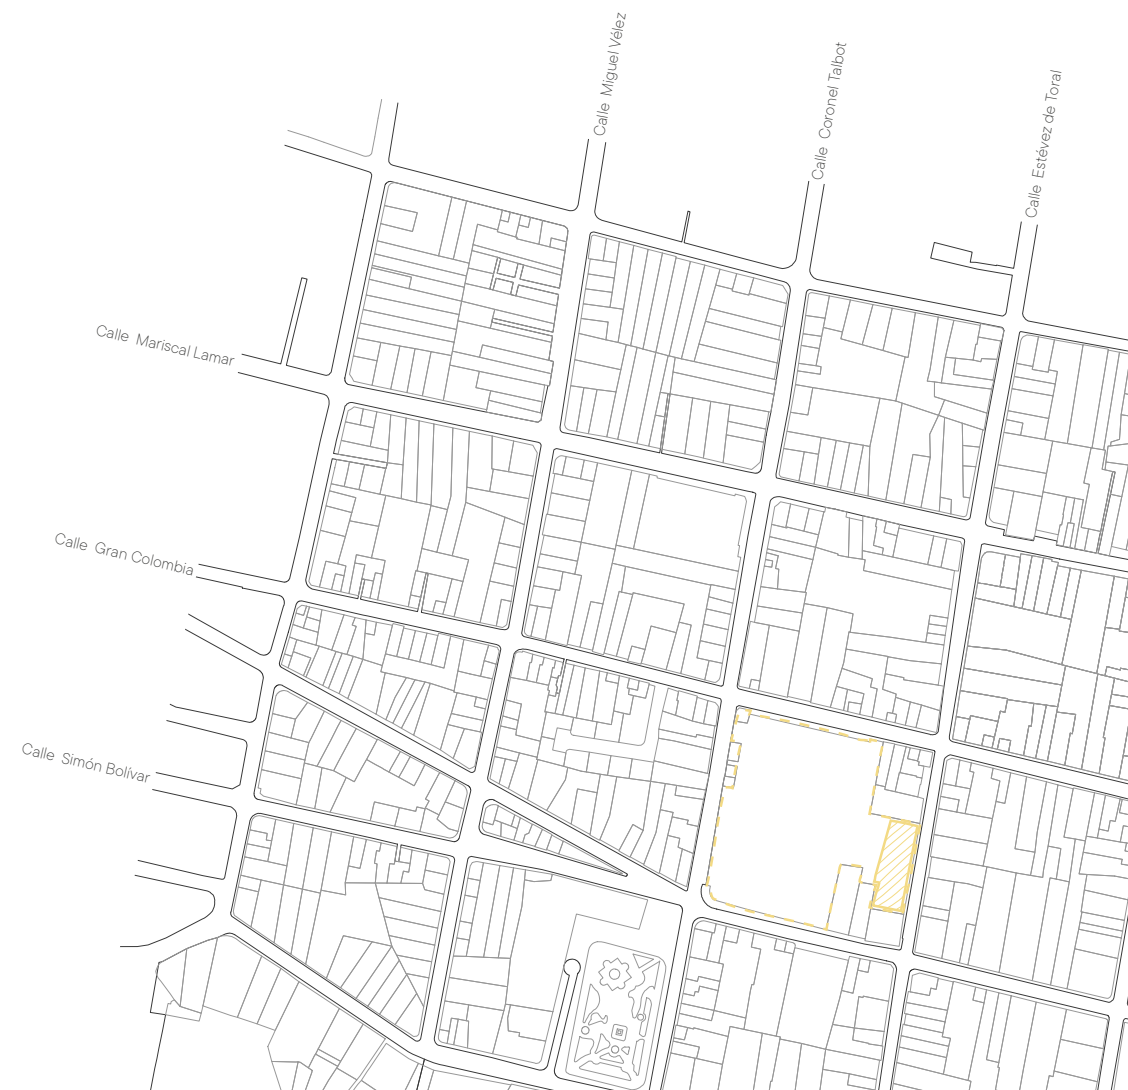 Calle Miguel Vélez
Calle Coronel Talbot
Calle Estévez de Toral
Calle Mariscal Lamar
Calle Gran Colombia
Calle Simón Bolívar